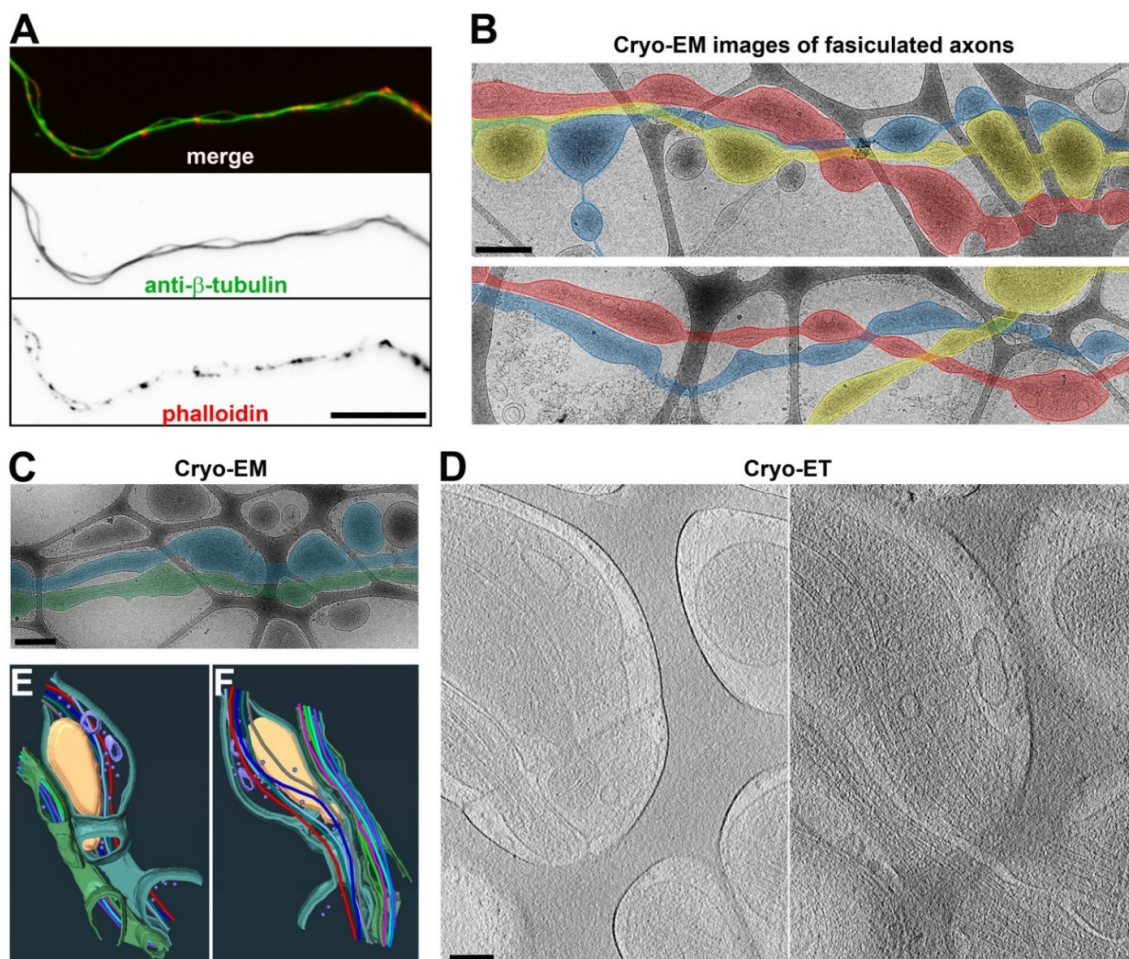 A
merge
anti-β-tubulin
phalloidin
B
Cryo-EM images of fasiculated axons
C
Cryo-EM
D
Cryo-ET
E
F